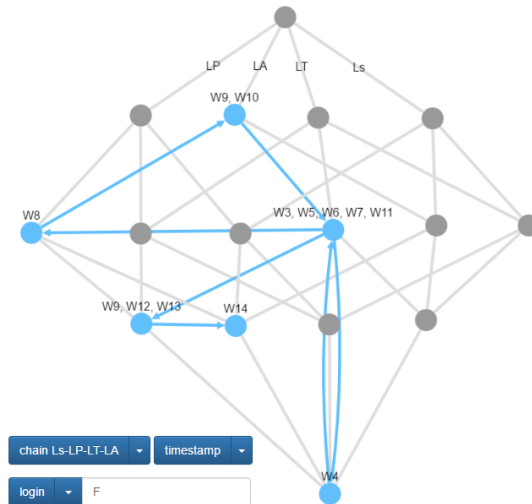 LP LA LT Ls
W9, W10
W8
W3, W5, W6, W7, W11
W9, W12, W13
W14
chain Ls-LP-LT-LA timestamp
W4
login F